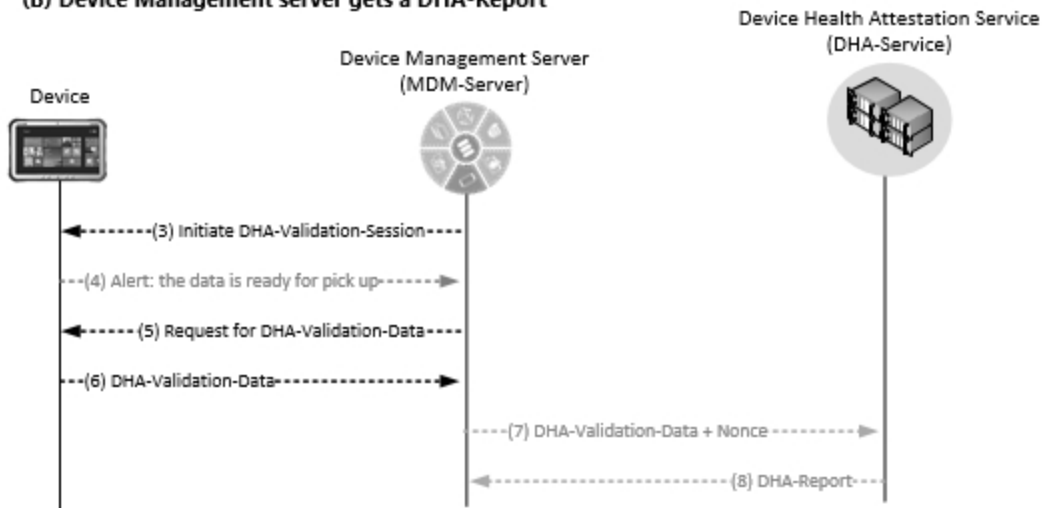 (B) Device Management server gets a DHA-Report
Device Health Attestation Service
(DHA-Service)
Device Management Server
(MDM-Server)
Device
(3) Initiate DHA-Validation-Session
(4) Alert: the data is ready for pick up
(5) Request for DHA-Validation-Data
(6) DHA-Validation-Data
(7) DHA-Validation-Data + Nonce
(8) DHA-Report